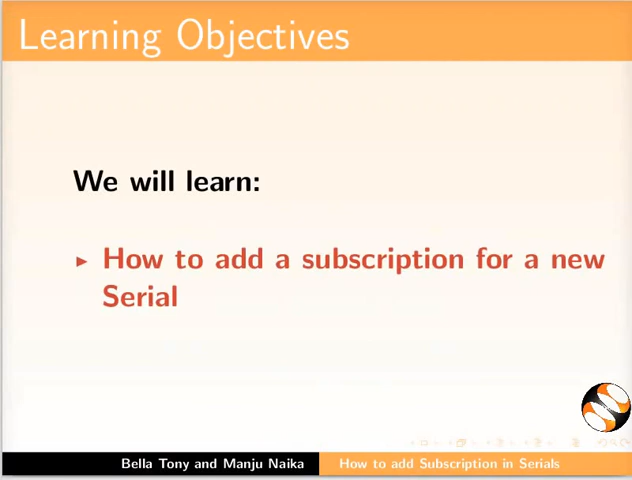 Learning Objectives
We will learn:
How to add a subscription for a new
Serial
Bella Tony and Manju Naika
How to add Subscription in Serials